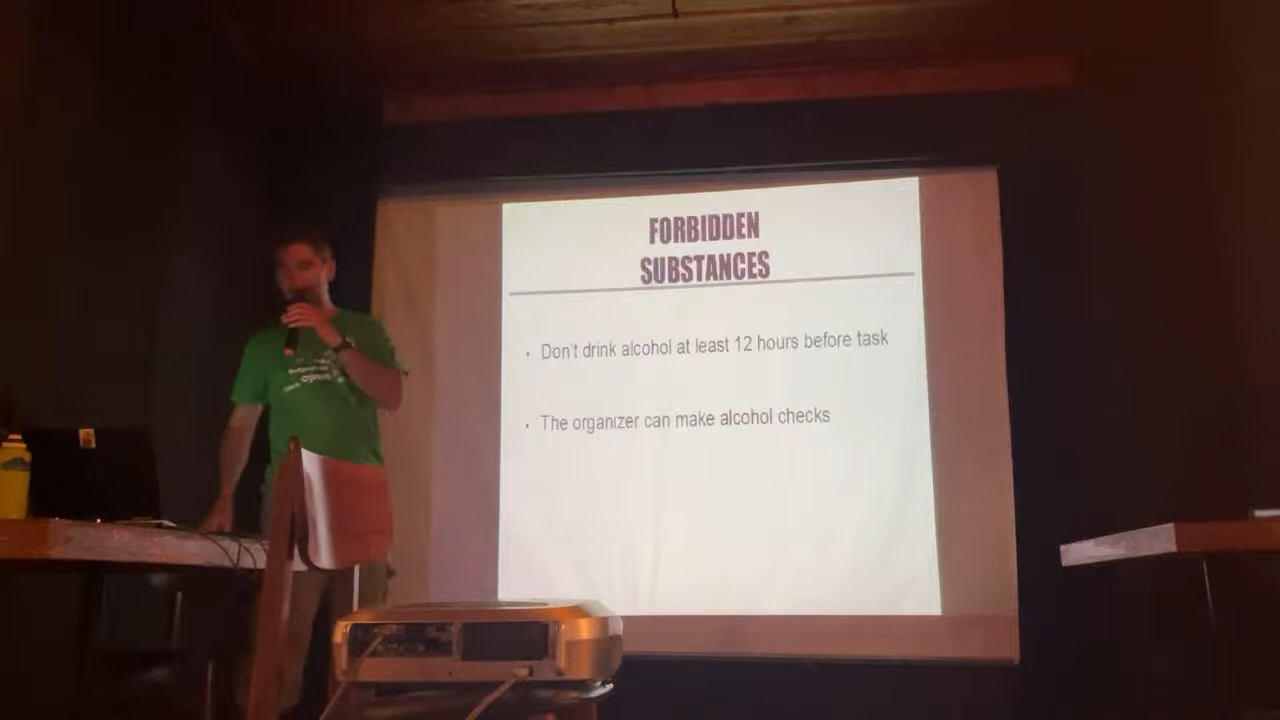 FORBIDDEN
SUBSTANCES
• Don't drink alcohol at least 12 hours before task
• The organizer can make alcohol checks